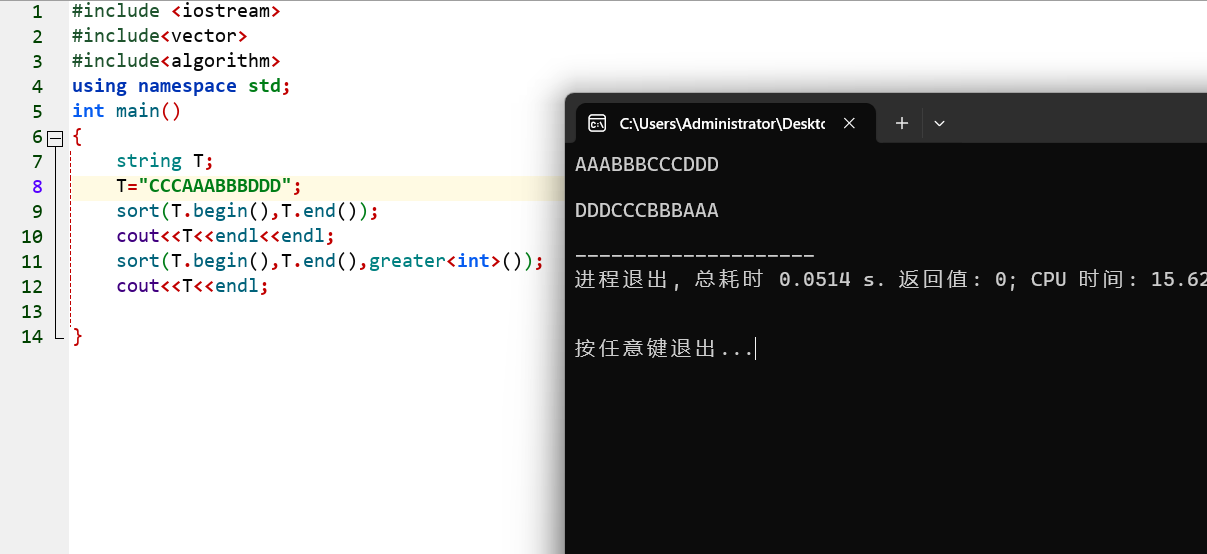 1 #include <iostream>
2 #include<vector>
3 #include<algorithm>
4 using namespace std;
5 int main()
6 {
7 string T;
8 T="CCCAAABBBDDD";
9 sort(T.begin(),T.end());
10 cout<<T<<endl<<endl;
11 sort(T.begin(),T.end(),greater<int>());
12 cout<<T<<endl;
13
14 }
C:\Users\Administrator\Deskto
AAABBBCCCDDD
DDDCCCBBBAAA
--------------------
进程退出，总耗时 0.0514 s. 返回值: 0; CPU 时间: 15.62
按任意键退出...